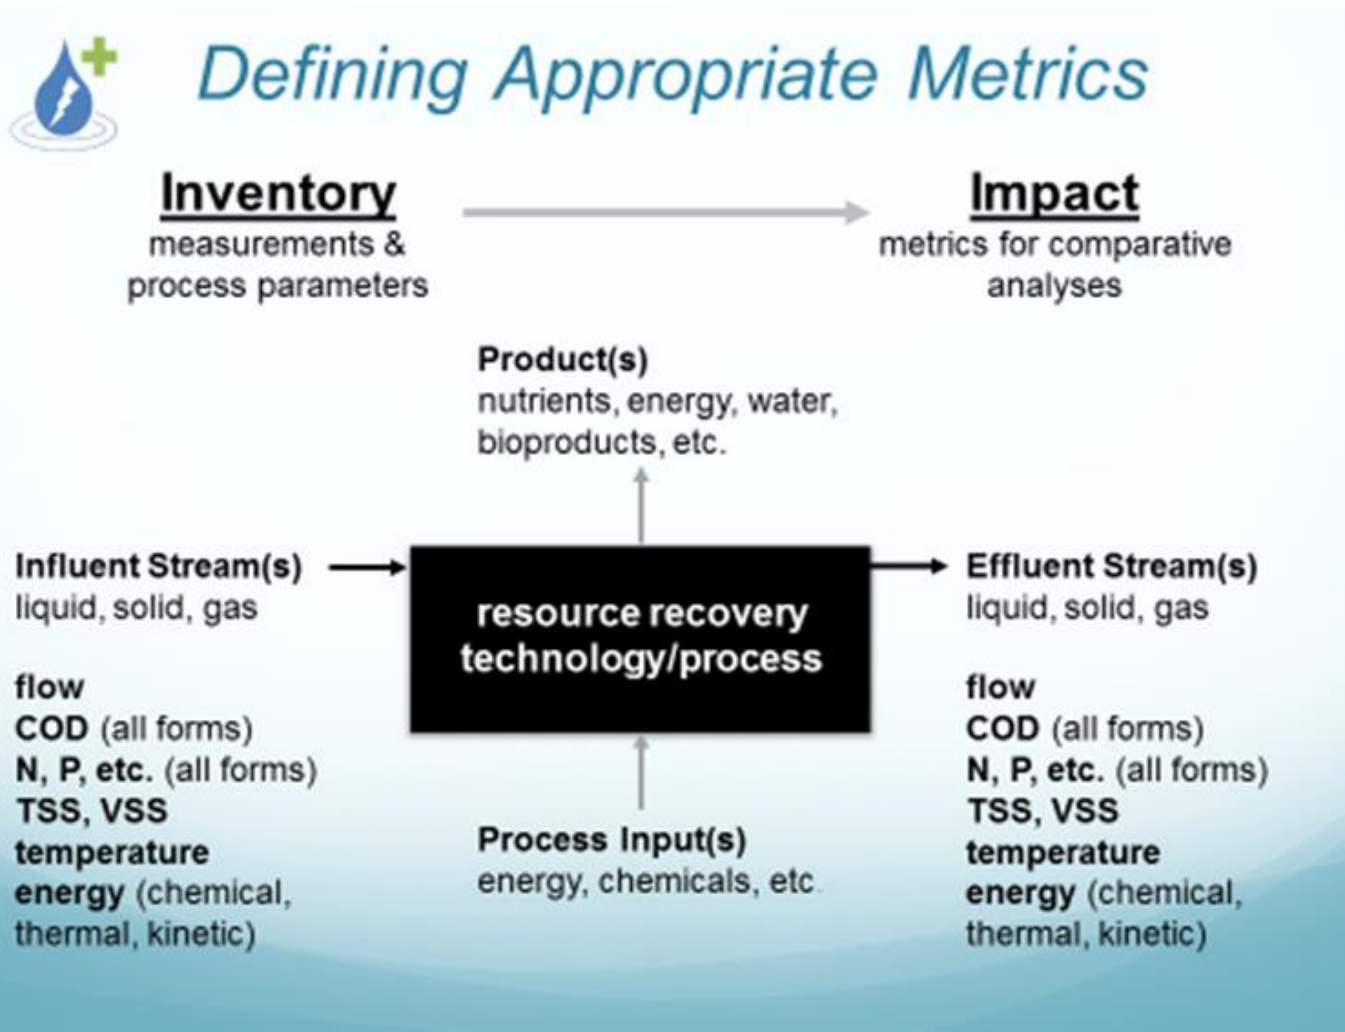 Defining Appropriate Metrics
Inventory
measurements &
process parameters
Impact
metrics for comparative
analyses
Product(s)
nutrients, energy, water,
bioproducts, etc.
Influent Stream(s)
liquid, solid, gas
flow
COD (all forms)
N, P, etc. (all forms)
TSS, VSS
temperature
energy (chemical,
thermal, kinetic)
resource recovery
technology/process
Process Input(s)
energy, chemicals, etc.
Effluent Stream(s)
liquid, solid, gas
flow
COD (all forms)
N, P, etc. (all forms)
TSS, VSS
temperature
energy (chemical,
thermal, kinetic)